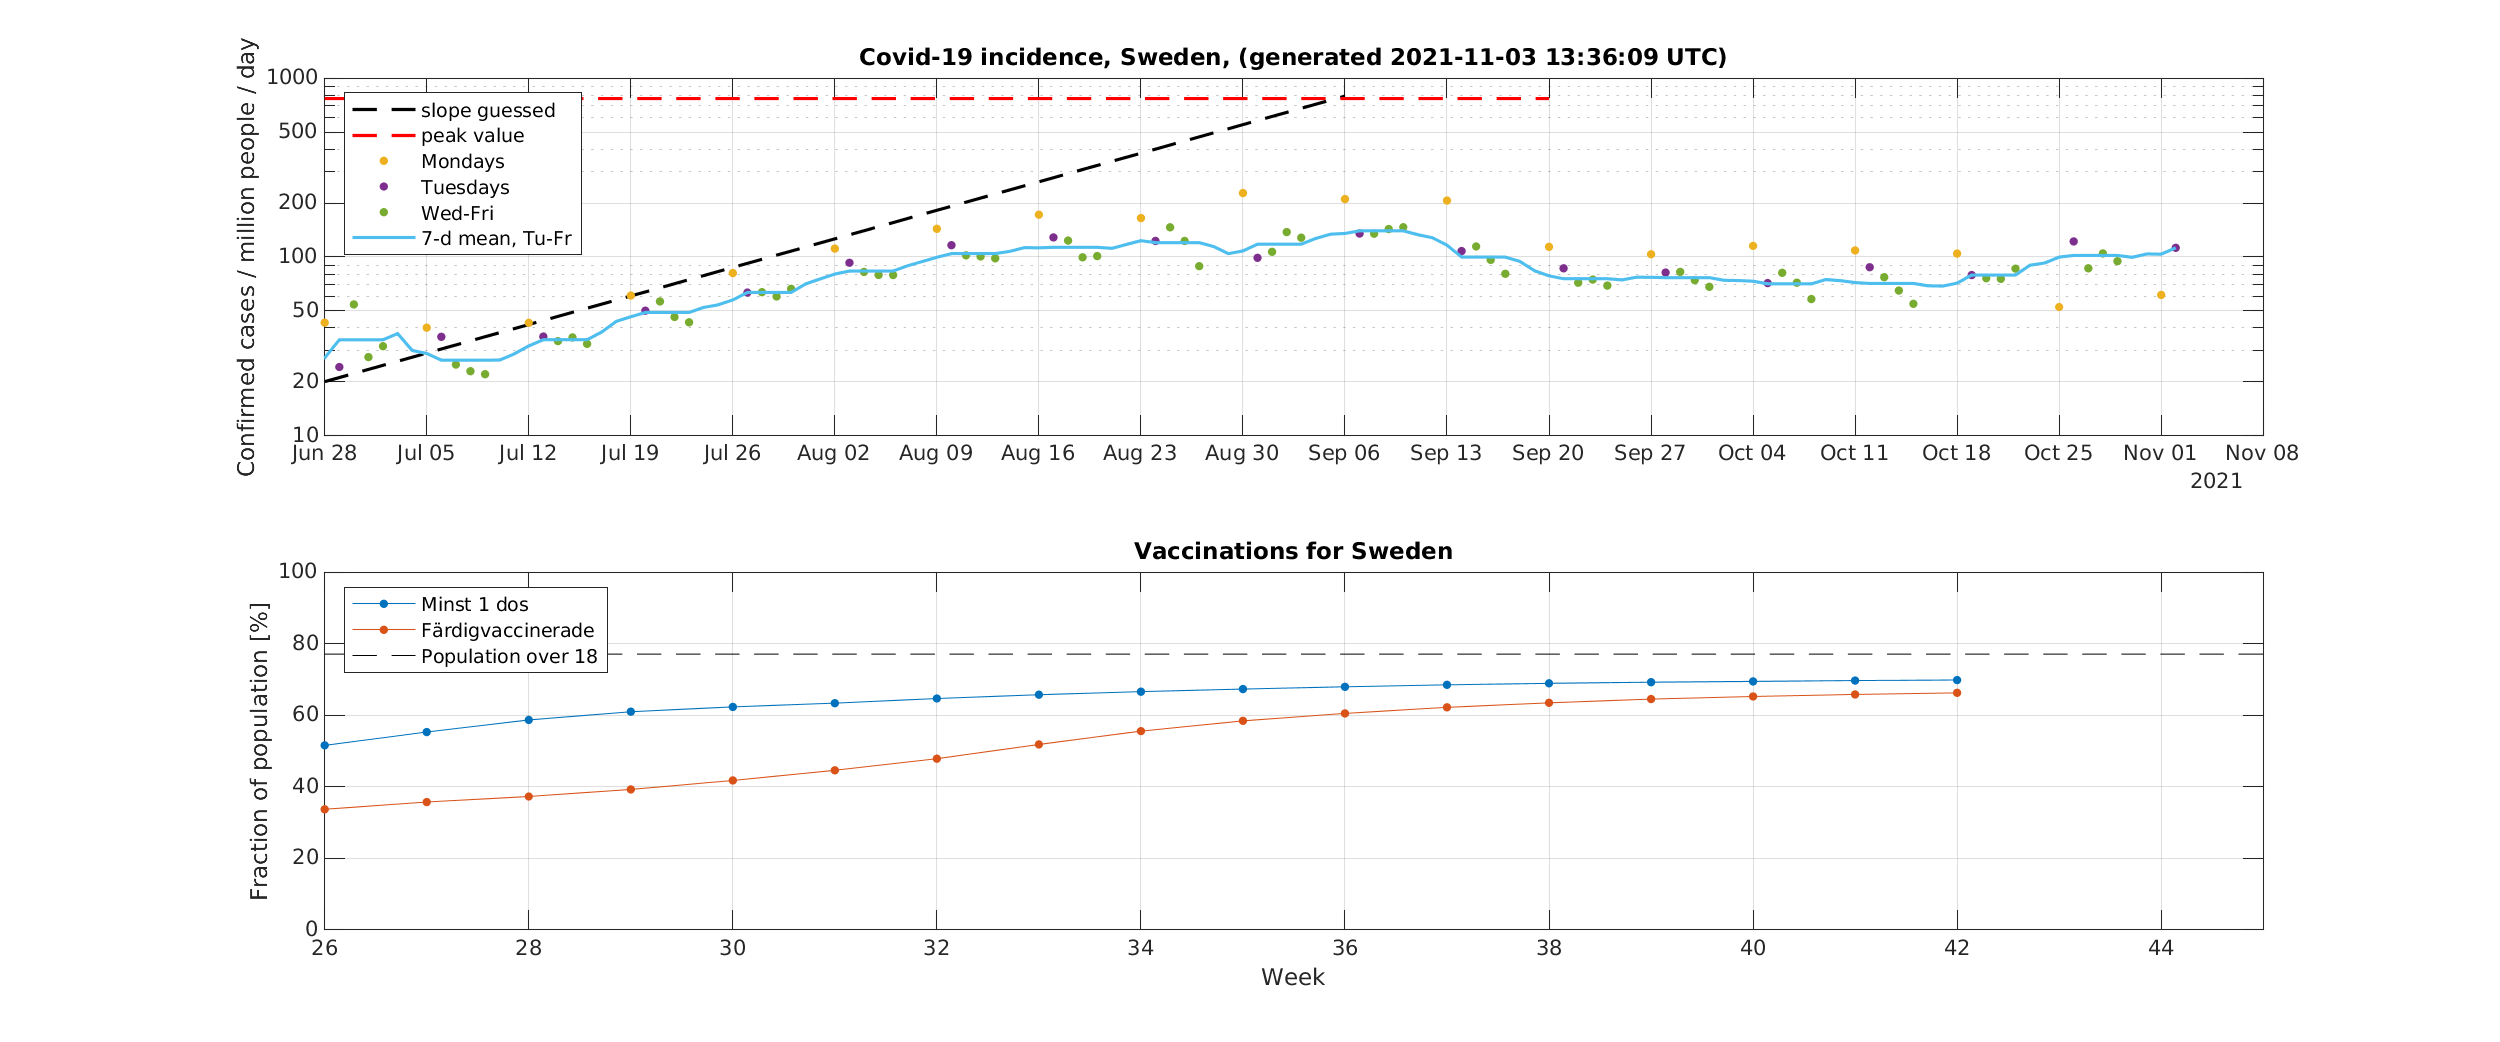 Covid-19 incidence, Sweden, (generated 2021-11-03 13:36:09 UTC)
Confirmed cases / million people / day
1000
500
200
100
50
20
10
slope guessed
peak value
Mondays
Tuesdays
Wed-Fri
7-d mean, Tu-Fr
Jun 28 Jul 05 Jul 12 Jul 19 Jul 26 Aug 02 Aug 09 Aug 16 Aug 23 Aug 30 Sep 06 Sep 13 Sep 20 Sep 27 Oct 04 Oct 11 Oct 18 Oct 25 Nov 01 Nov 08
2021
Vaccinations for Sweden
Fraction of population [%]
100
80
60
40
20
0
Minst 1 dos
Färdigvaccinerade
Population over 18
26 28 30 32 34 36 38 40 42 44
Week